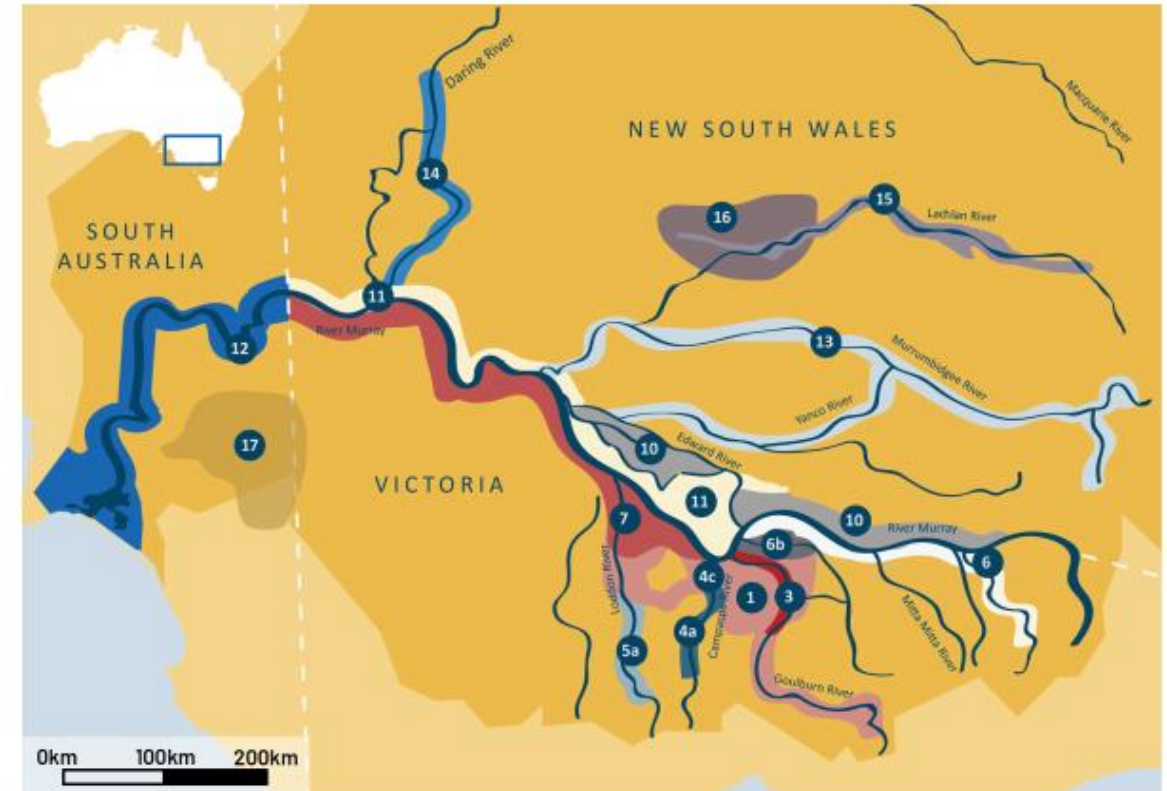 Daring River
NEW SOUTH WALES
Macquarie River
14
16
15
Lachlan River
SOUTH
AUSTRALIA
11
River Murray
12
13
Murrumbidgee River
Yanco River
17
10
Edward River
VICTORIA
11
7
10
River Murray
6b
6
Loddon River
4c
Campaspe River
1
3
Mitta Mitta River
4a
5a
Goulburn River
0km 100km 200km